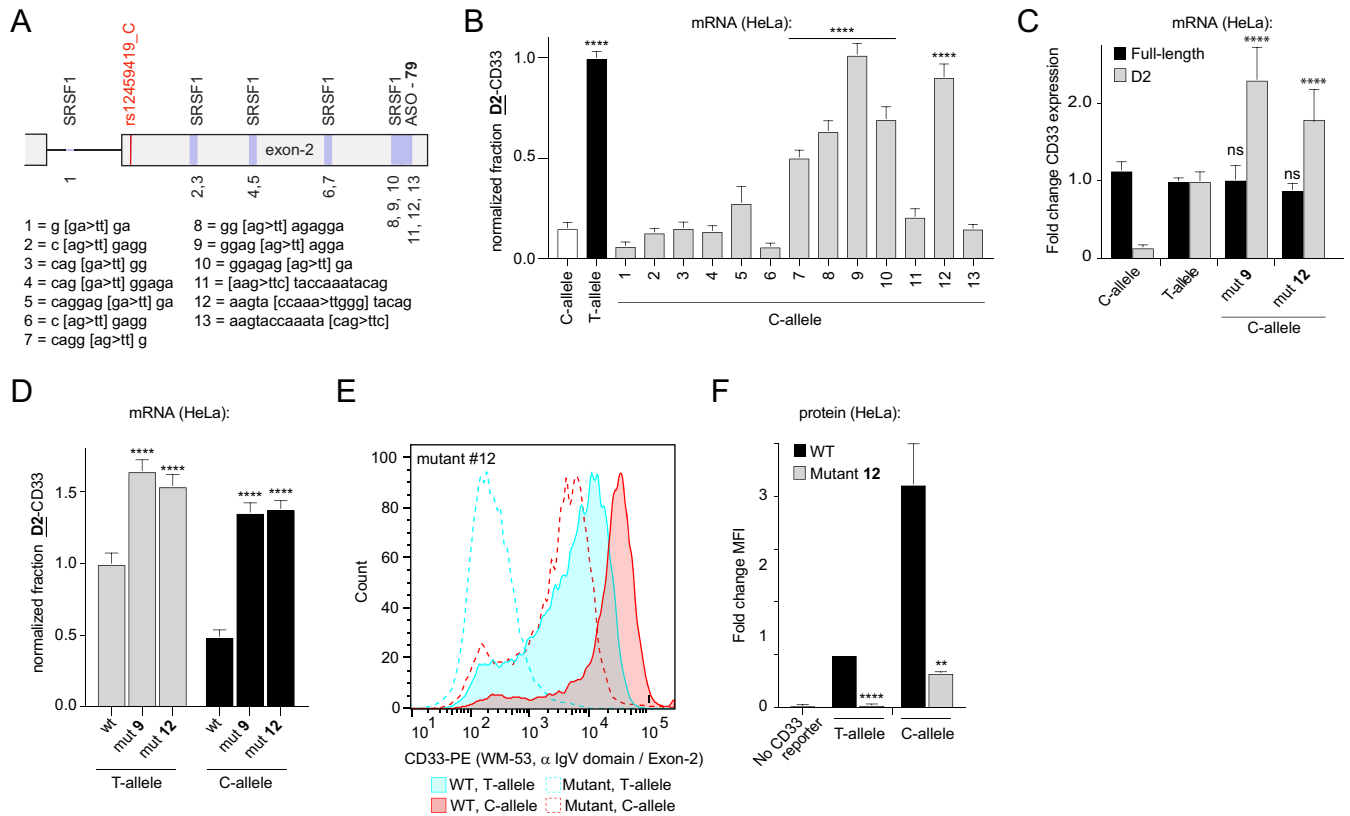 A
SRSF1
rs12459419_C
SRSF1
SRSF1
SRSF1
SRSF1
ASO - 79
exon-2
1
2,3
4,5
6,7
8, 9, 10
11, 12, 13
1 = g [ga>tt] ga
2 = c [ag>tt] gagg
3 = cag [ga>tt] gg
4 = cag [ga>tt] ggaga
5 = caggag [ga>tt] ga
6 = c [ag>tt] gagg
7 = cagg [ag>tt] g
8 = gg [ag>tt] agagga
9 = ggag [ag>tt] agga
10 = ggagag [ag>tt] ga
11 = [aag>ttc] taccaaatacag
12 = aagta [ccaaa>ttggg] tacag
13 = aagtaccaaata [cag>ttc]
B
mRNA (HeLa):
normalized fraction D2-CD33
1.0
0.5
0.0
****
****
****
C-allele
T-allele
1
2
3
4
5
6
7
8
9
10
11
12
13
C-allele
C
mRNA (HeLa):
Full-length
D2
Fold change CD33 expression
2.0
1.0
0
ns
****
ns
****
C-allele
T-allele
mut 9
mut 12
C-allele
D
mRNA (HeLa):
normalized fraction D2-CD33
1.5
1.0
0.5
0.0
****
****
****
****
wt
mut 9
mut 12
wt
mut 9
mut 12
T-allele
C-allele
E
mutant #12
Count
100
80
60
40
20
0
10^1
10^2
10^3
10^4
10^5
CD33-PE (WM-53, α IgV domain / Exon-2)
WT, T-allele
Mutant, T-allele
WT, C-allele
Mutant, C-allele
F
protein (HeLa):
WT
Mutant 12
Fold change MFI
3
2
1
0
****
**
No CD33
reporter
T-allele
C-allele